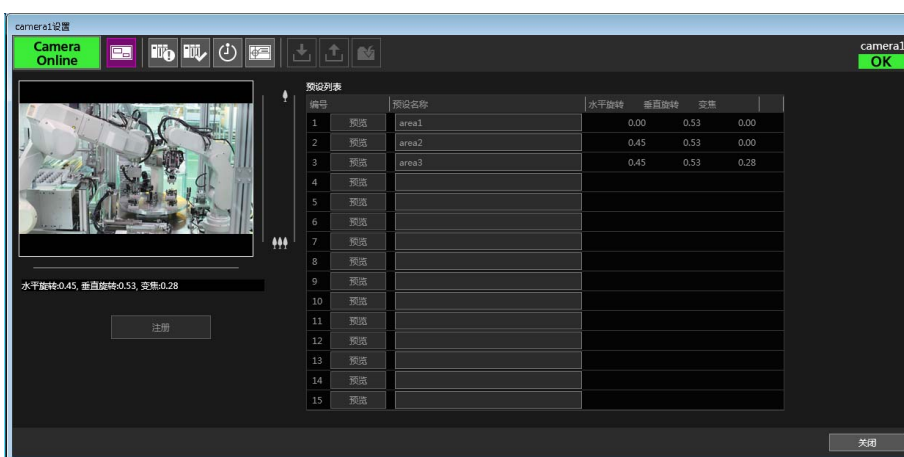 camera1设置
Camera
Online
camera1
OK
预设列表
编号 预设名称 水平旋转 垂直旋转 变焦
1 预览 area1 0.00 0.53 0.00
2 预览 area2 0.45 0.53 0.00
3 预览 area3 0.45 0.53 0.28
4 预览
5 预览
6 预览
7 预览
8 预览
9 预览
10 预览
11 预览
12 预览
13 预览
14 预览
15 预览
水平旋转:0.45, 垂直旋转:0.53, 变焦:0.28
注册
关闭